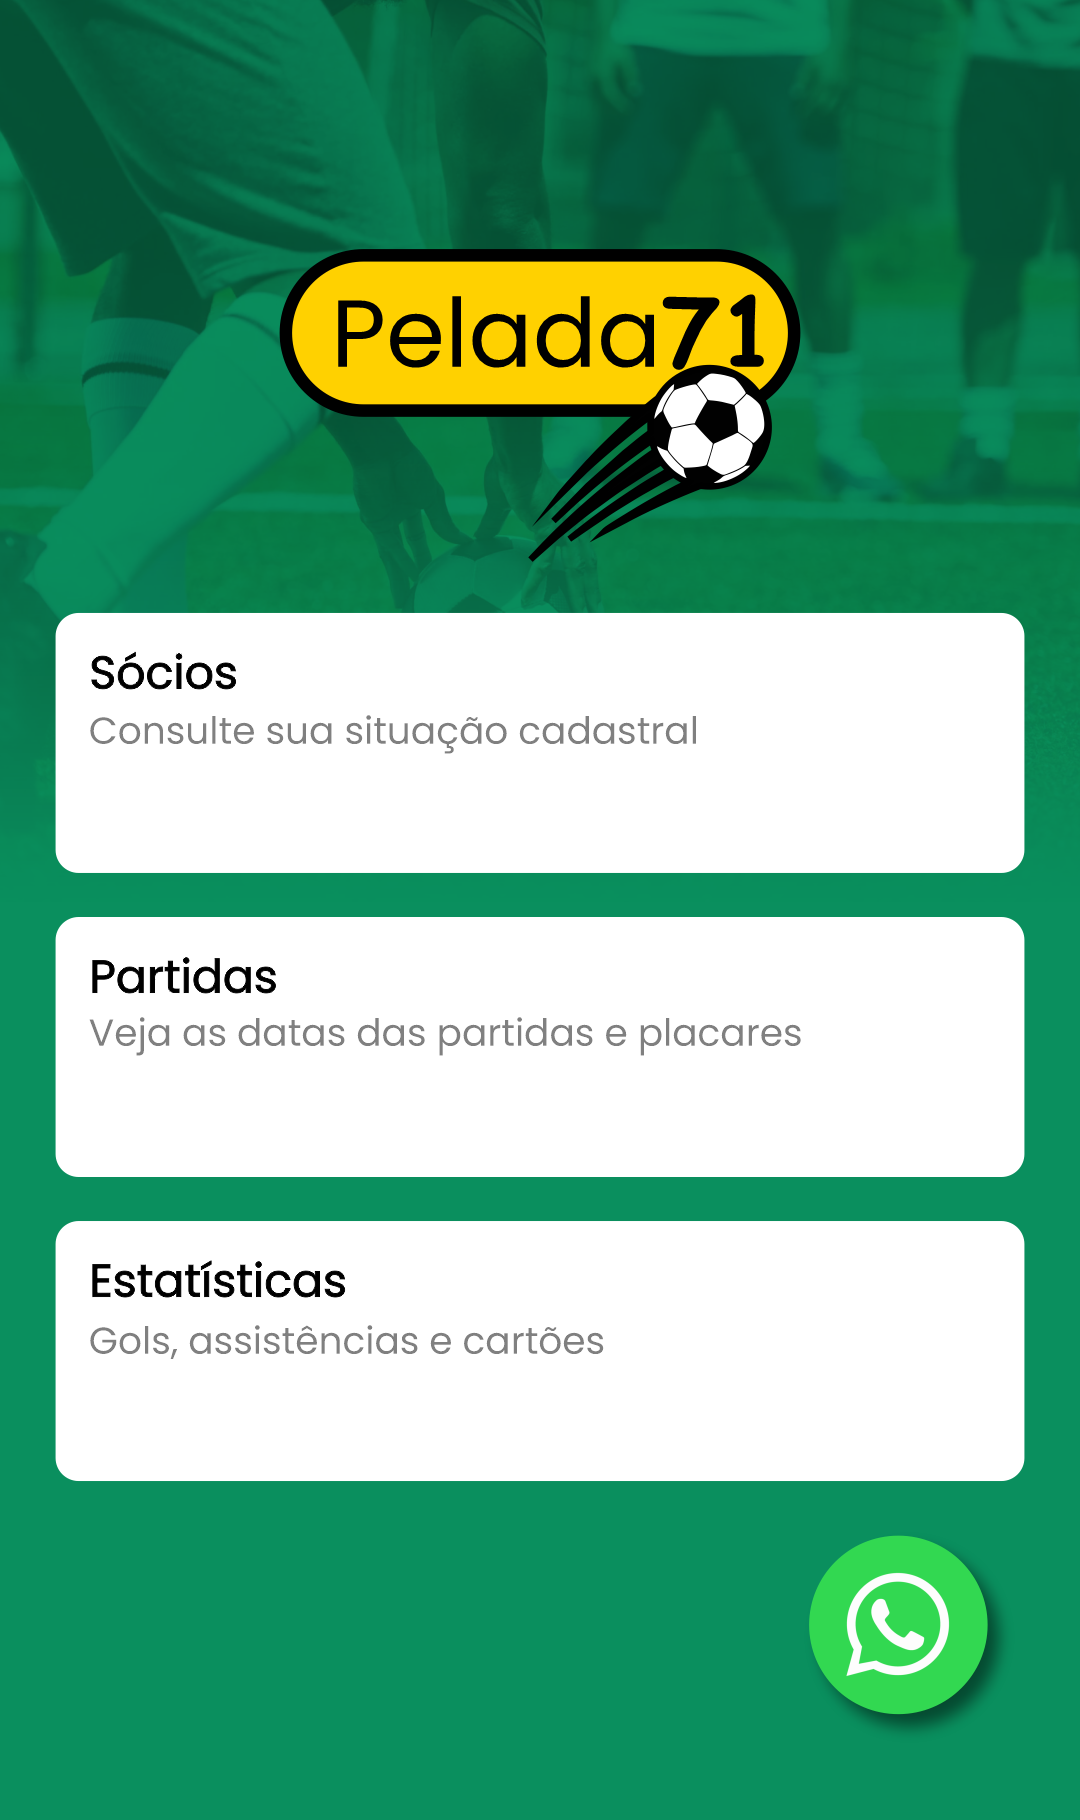 Pelada71
Sócios
Consulte sua situação cadastral
Partidas
Veja as datas das partidas e placares
Estatísticas
Gols, assistências e cartões